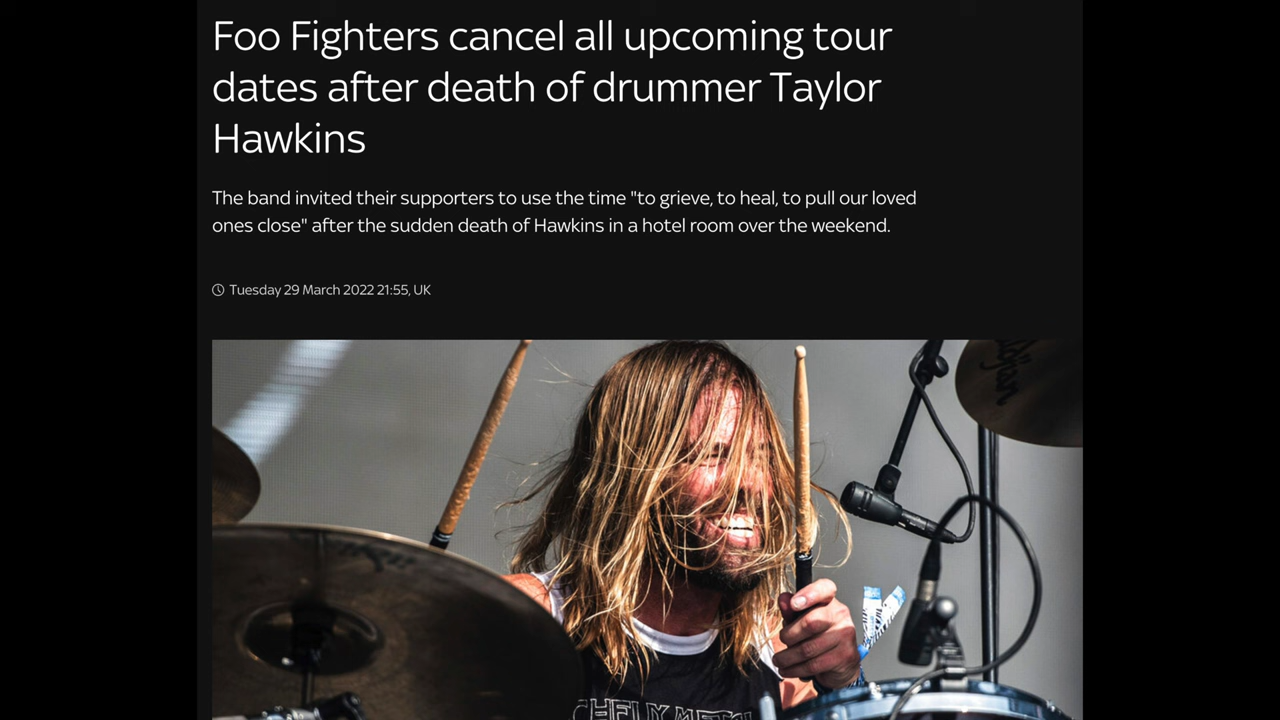 Foo Fighters cancel all upcoming tour
dates after death of drummer Taylor
Hawkins
The band invited their supporters to use the time "to grieve, to heal, to pull our loved
ones close" after the sudden death of Hawkins in a hotel room over the weekend.
Tuesday 29 March 2022 21:55, UK